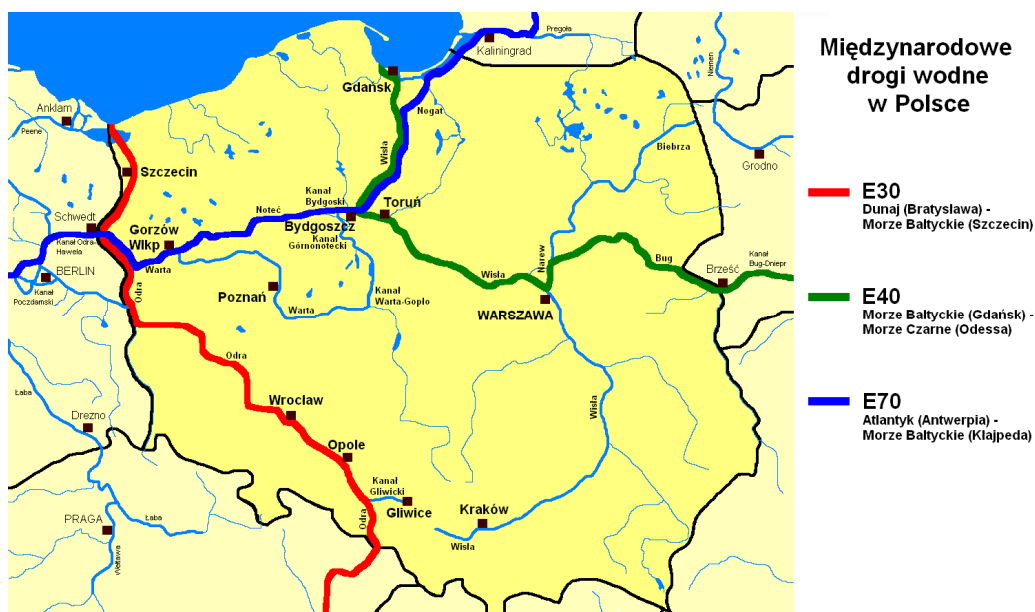 Międzynarodowe
drogi wodne
w Polsce
E30
Dunaj (Bratysława) -
Morze Bałtyckie (Szczecin)
E40
Morze Bałtyckie (Gdańsk) -
Morze Czarne (Odessa)
E70
Atlantyk (Antwerpia) -
Morze Bałtyckie (Kłajpeda)
Kaliningrad
Pregoła
Niemen
Gdańsk
Nogat
Anklam
Peene
Wisła
Biebrza
Grodno
Szczecin
Kanał
Bydgoski
Toruń
Noteć
Schwedt
Gorzów
Wlkp
Bydgoszcz
Kanał
Górnonotecki
Kanał Odra-
Hawela
Warta
BERLIN
Kanał
Poczdamski
Odra
Poznań
Warta
Kanał
Warta-Gopło
Wisła
Narew
Bug
Brześć
Kanał
Bug-Dniepr
WARSZAWA
Odra
Łaba
Drezno
Wrocław
Wisła
Opole
Kanał
Gliwicki
Gliwice
Odra
Kraków
Wisła
PRAGA
Łaba
Wełtawa